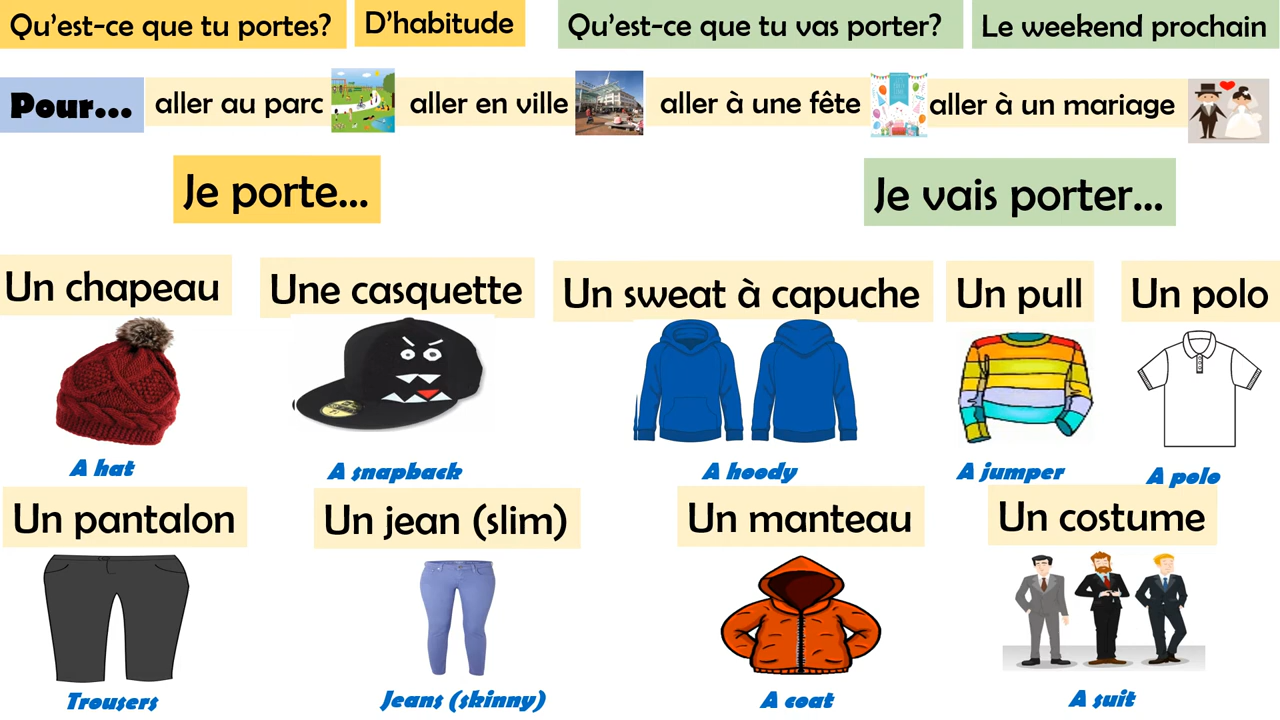 Qu'est-ce que tu portes?
D'habitude
Qu'est-ce que tu vas porter?
Le weekend prochain
Pour...
aller au parc
aller en ville
aller à une fête
aller à un mariage
Je porte...
Je vais porter...
Un chapeau
Une casquette
Un sweat à capuche
Un pull
Un polo
A hat
A snapback
A hoody
A jumper
A polo
Un pantalon
Un jean (slim)
Un manteau
Un costume
Trousers
Jeans (skinny)
A coat
A suit